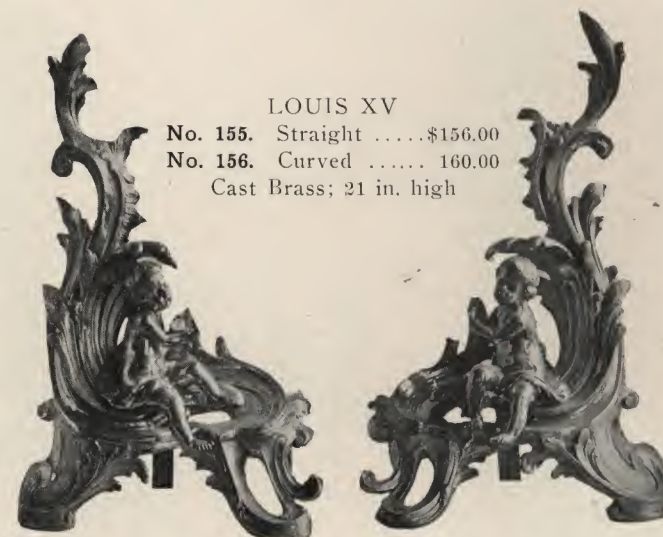 LOUIS XV
No. 155. Straight .....$156.00
No. 156. Curved ...... 160.00
Cast Brass; 21 in. high